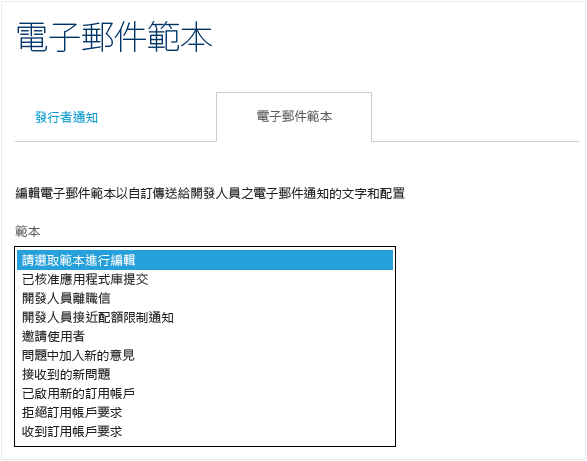 電子郵件範本
發行者通知
電子郵件範本
編輯電子郵件範本以自訂傳送給開發人員之電子郵件通知的文字和配置
範本
請選取範本進行編輯
已核准應用程式庫提交
開發人員離職信
開發人員接近配額限制通知
邀請使用者
問題中加入新的意見
接收到的新問題
已啟用新的訂用帳戶
拒絕訂用帳戶要求
收到訂用帳戶要求